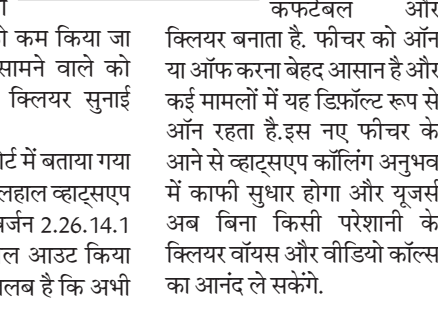 को कम किया जा
सामने वाले को
क्लियर सुनाई
में बताया गया
व्हाट्सएप
2.26.14.1
आउट किया
है कि अभी
कंफर्टेबल और
क्लियर बनाता है. फीचर को ऑन
या ऑफ करना बेहद आसान है और
कई मामलों में यह डिफ़ॉल्ट रूप से
ऑन रहता है.इस नए फीचर के
आने से व्हाट्सएप कॉलिंग अनुभव
में काफी सुधार होगा और यूजर्स
अब बिना किसी परेशानी के
क्लियर वॉयस और वीडियो कॉल्स
का आनंद ले सकेंगे.